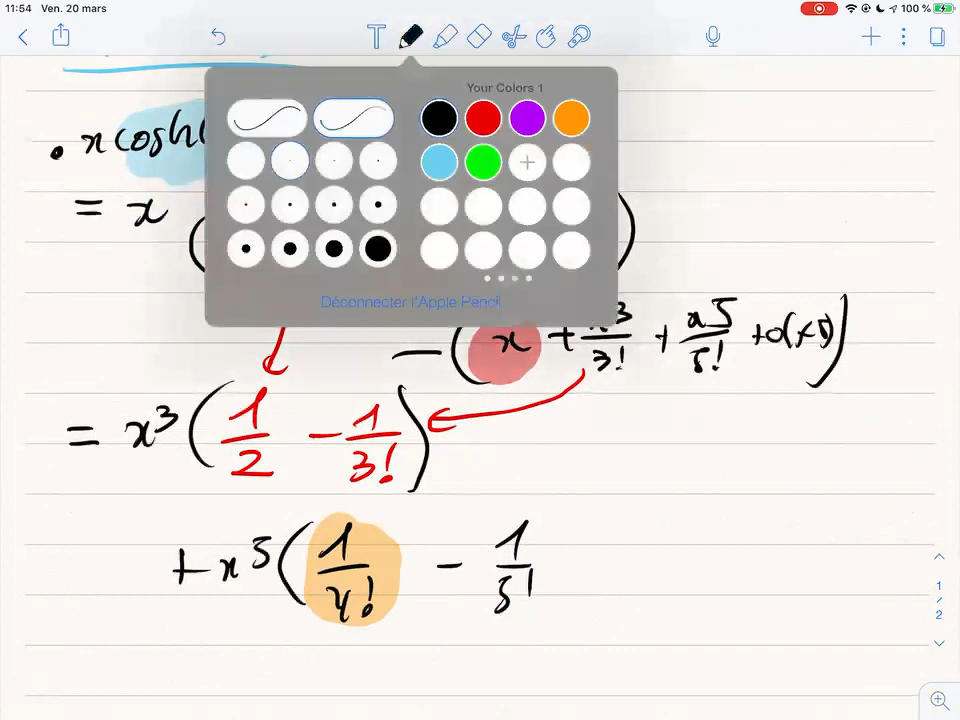 11:54 Ven. 20 mars 100 %
Your Colors 1
Déconnecter l'Apple Pencil
• x cosh(
= x ( )
- (x + x³/3! + x⁵/5! + o(x⁵))
= x³ (1/2 - 1/3!)
+ x⁵ (1/4! - 1/5!
1
/
2